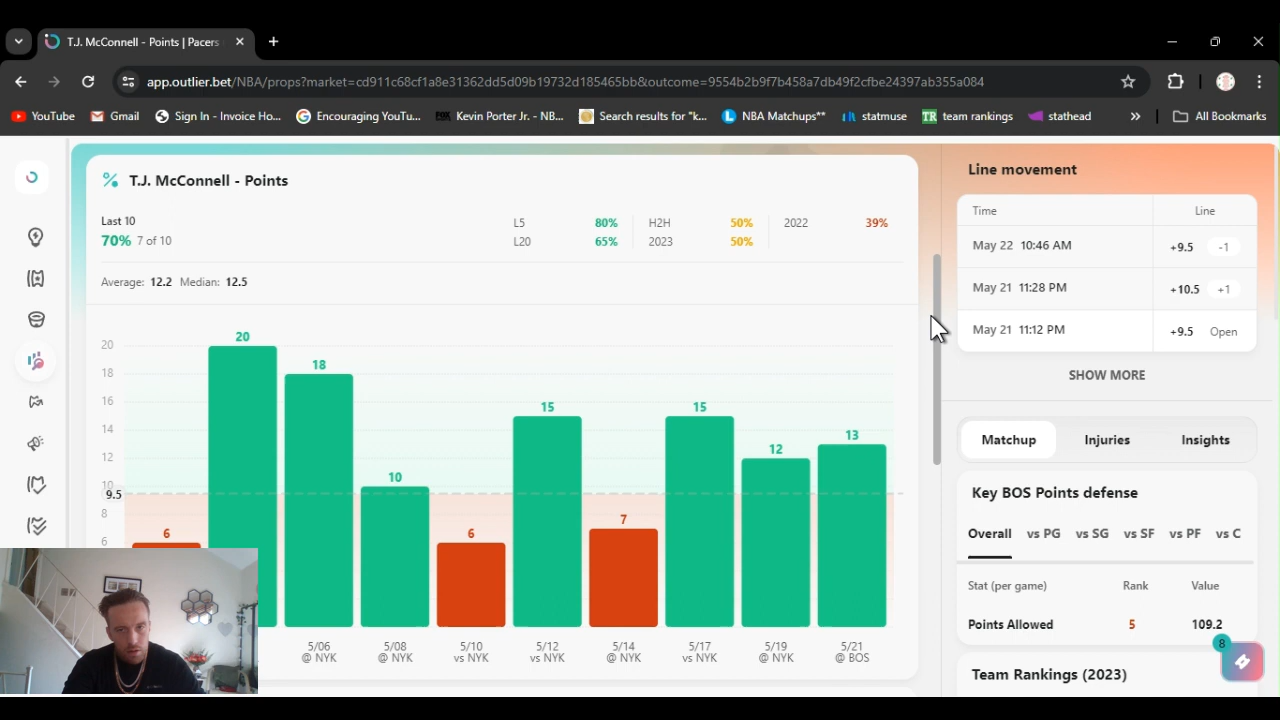 T.J. McConnell - Points | Pacers
app.outlier.bet/NBA/props?market=cd911c68cf1a8e31362dd5d09b19732d185465bb&outcome=9554b2b9f7b458a7db49f2cfbe24397ab355a084
YouTube Gmail Sign In - Invoice Ho... Encouraging YouTu... Kevin Porter Jr. - NB... Search results for "k... NBA Matchups** statmuse team rankings stathead All Bookmarks
T.J. McConnell - Points
Last 10
70% 7 of 10
L5 80% H2H 50% 2022 39%
L20 65% 2023 50%
Average: 12.2 Median: 12.5
20
18
16
14
12
10
9.5
8
6
6 20 18 10 6 15 7 15 12 13
5/06 5/08 5/10 5/12 5/14 5/17 5/19 5/21
@ NYK @ NYK vs NYK vs NYK @ NYK vs NYK @ NYK @ BOS
Line movement
Time Line
May 22 10:46 AM +9.5 -1
May 21 11:28 PM +10.5 +1
May 21 11:12 PM +9.5 Open
SHOW MORE
Matchup Injuries Insights
Key BOS Points defense
Overall vs PG vs SG vs SF vs PF vs C
Stat (per game) Rank Value
Points Allowed 5 109.2
8
Team Rankings (2023)